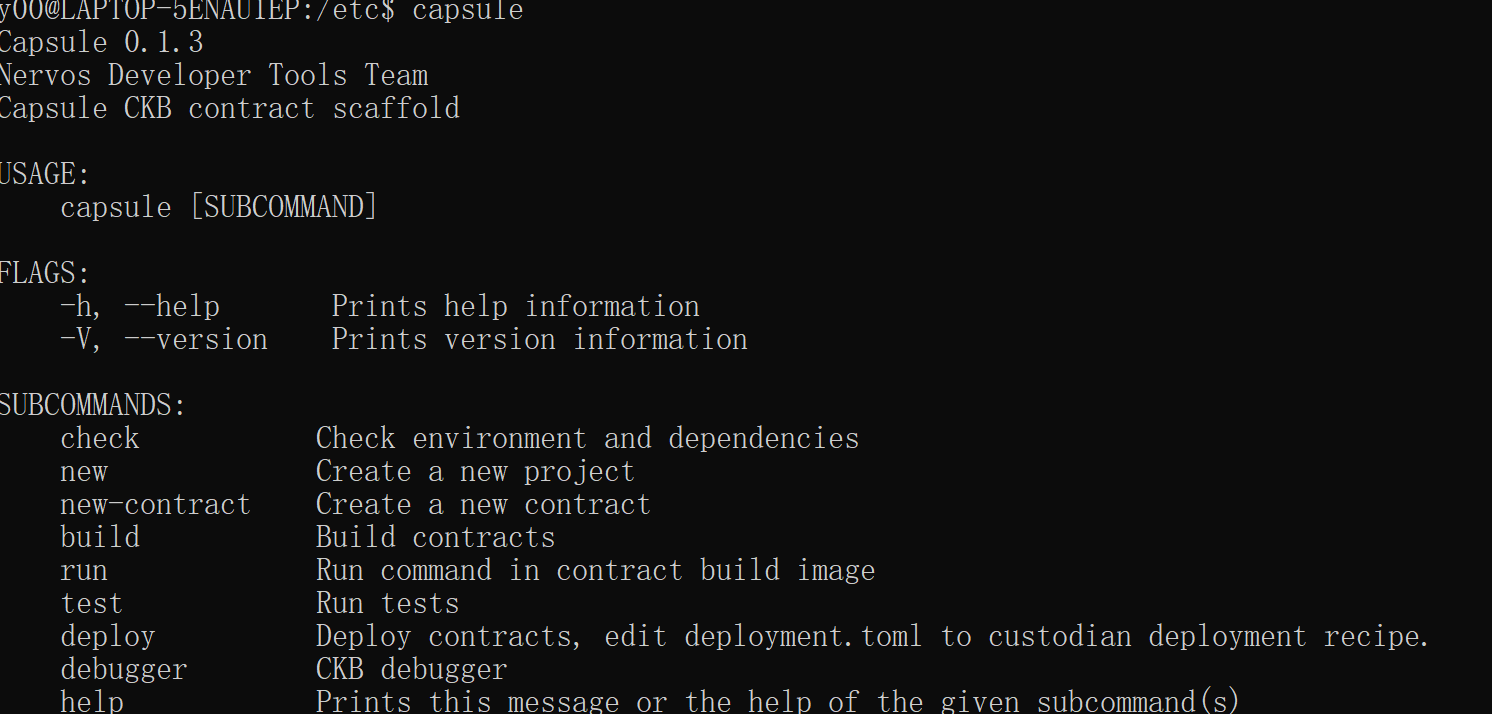 y00@LAPTOP-5ENAU1EP:/etc$ capsule
Capsule 0.1.3
Nervos Developer Tools Team
Capsule CKB contract scaffold
USAGE:
    capsule [SUBCOMMAND]
FLAGS:
    -h, --help       Prints help information
    -V, --version    Prints version information
SUBCOMMANDS:
    check           Check environment and dependencies
    new             Create a new project
    new-contract    Create a new contract
    build           Build contracts
    run             Run command in contract build image
    test            Run tests
    deploy          Deploy contracts, edit deployment.toml to custodian deployment recipe.
    debugger        CKB debugger
    help            Prints this message or the help of the given subcommand(s)